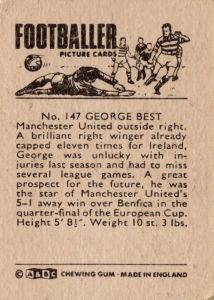 FOOTBALLER
PICTURE CARDS
No. 147 GEORGE BEST
Manchester United outside right.
A brilliant right winger already
capped eleven times for Ireland,
George was unlucky with in-
juries last season and had to miss
several league games. A great
prospect for the future, he was
the star of Manchester United's
5–1 away win over Benfica in the
quarter-final of the European Cup.
Height 5' 8½". Weight 10 st. 3 lbs.
© A&BC CHEWING GUM - MADE IN ENGLAND